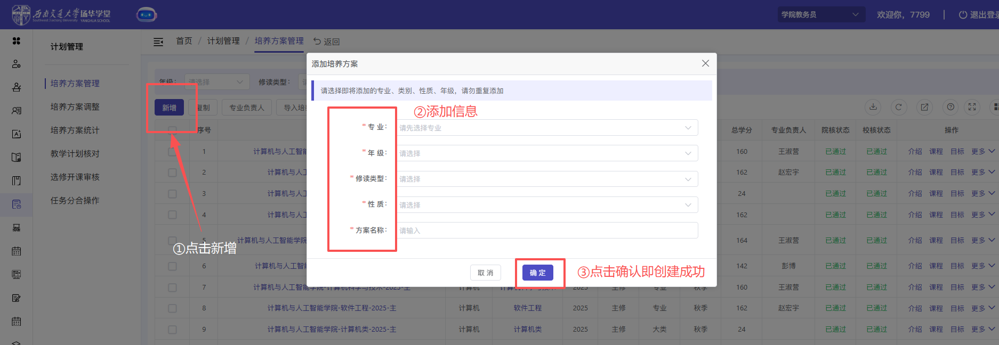 西南交通大学 扬华学堂
Southwest Jiaotong University YANGHUA SCHOOL
学院教务员
欢迎你，7799
退出登录
计划管理
首页 / 计划管理 / 培养方案管理 返回
培养方案管理
培养方案调整
培养方案统计
教学计划核对
选修开课审核
任务分合操作
年级： 请选择 修读类型：
新增 复制 专业负责人 导入培
添加培养方案
请选择即将添加的专业、类别、性质、年级，请勿重复添加
②添加信息
* 专 业： 请先选择专业
* 年 级： 请选择
* 修读类型： 请选择
* 性 质： 请选择
* 方案名称： 请输入
取 消 确 定
③点击确认即创建成功
①点击新增
序号 总学分 专业负责人 院核状态 校核状态 操作
1 计算机与人工智能 160 王淑营 已通过 已通过 介绍 课程 目标 更多
2 计算机与人工 162 赵宏宇 已通过 已通过 介绍 课程 目标 更多
3 计算机与人工 24 已通过 已通过 介绍 课程 目标 更多
4 计算机与人工 162 已通过 已通过 介绍 课程 目标 更多
5 计算机与人工智能学院 164 王淑营 已通过 已通过 介绍 课程 目标 更多
6 计算机与人工智能 142 彭博 已通过 已通过 介绍 课程 目标 更多
7 计算机与人工智能学院-计算机科学与技术-2025-主 计算机 计算机科学与技术 2025 主修 专业 秋季 160 王淑营 已通过 已通过 介绍 课程 目标 更多
8 计算机与人工智能学院-软件工程-2025-主 计算机 软件工程 2025 主修 专业 秋季 162 赵宏宇 已通过 已通过 介绍 课程 目标 更多
9 计算机与人工智能学院-计算机类-2025-主 计算机 计算机类 2025 主修 大类 秋季 24 已通过 已通过 介绍 课程 目标 更多